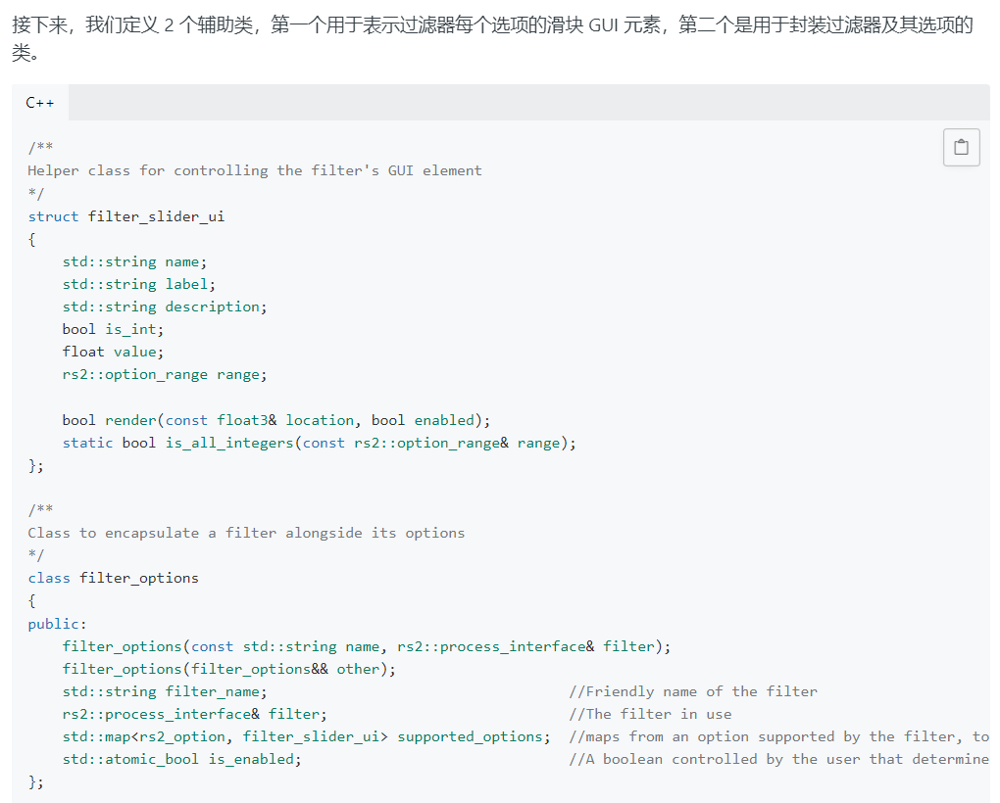 接下来，我们定义 2 个辅助类，第一个用于表示过滤器每个选项的滑块 GUI 元素，第二个是用于封装过滤器及其选项的
类。
C++
/**
Helper class for controlling the filter's GUI element
*/
struct filter_slider_ui
{
    std::string name;
    std::string label;
    std::string description;
    bool is_int;
    float value;
    rs2::option_range range;

    bool render(const float3& location, bool enabled);
    static bool is_all_integers(const rs2::option_range& range);
};

/**
Class to encapsulate a filter alongside its options
*/
class filter_options
{
public:
    filter_options(const std::string name, rs2::process_interface& filter);
    filter_options(filter_options&& other);
    std::string filter_name;                                   //Friendly name of the filter
    rs2::process_interface& filter;                            //The filter in use
    std::map<rs2_option, filter_slider_ui> supported_options;  //maps from an option supported by the filter, to
    std::atomic_bool is_enabled;                               //A boolean controlled by the user that determine
};